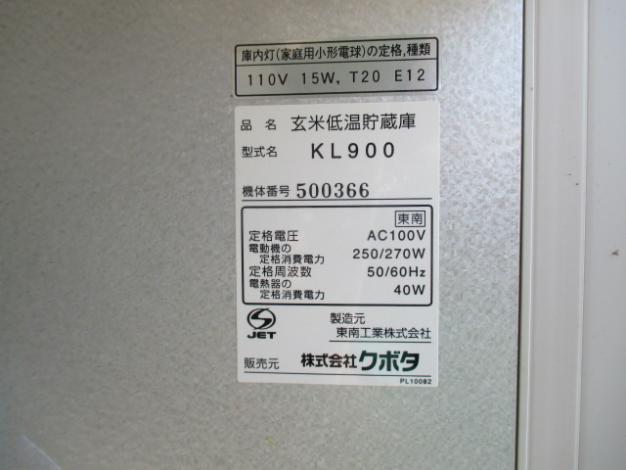 庫内灯(家庭用小形電球)の定格,種類
110V 15W, T20 E12
品名 玄米低温貯蔵庫
型式名 KL900
機体番号 500366
東南
定格電圧 AC100V
電動機の
定格消費電力 250/270W
定格周波数 50/60Hz
電熱器の
定格消費電力 40W
JET
製造元
東南工業株式会社
販売元 株式会社クボタ
PL10082